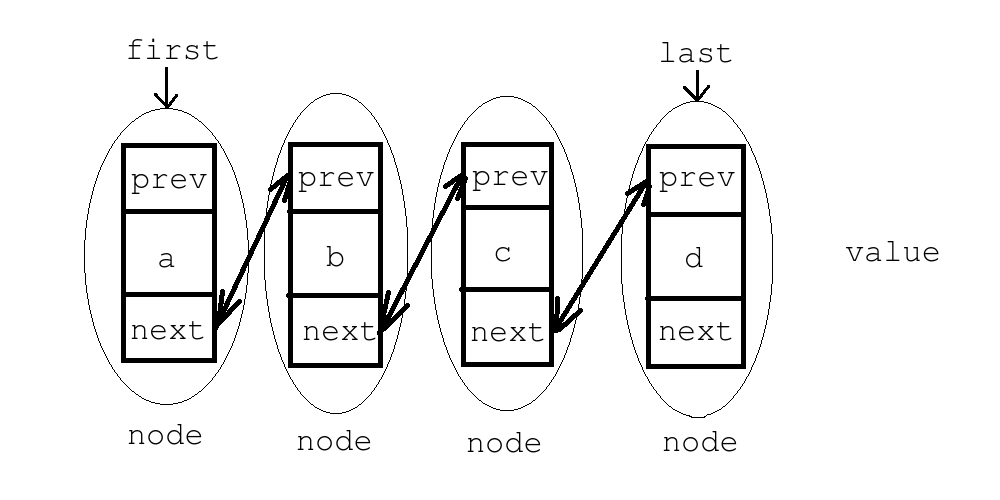 first last
prev prev prev prev
a b c d value
next next next next
node node node node